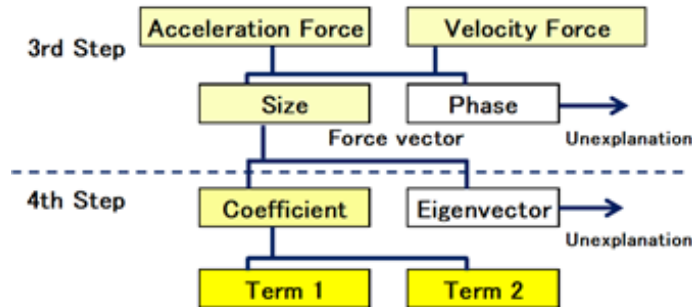 Acceleration Force
Velocity Force
3rd Step
Size
Phase
Force vector
Unexplanation
4th Step
Coefficient
Eigenvector
Unexplanation
Term 1
Term 2